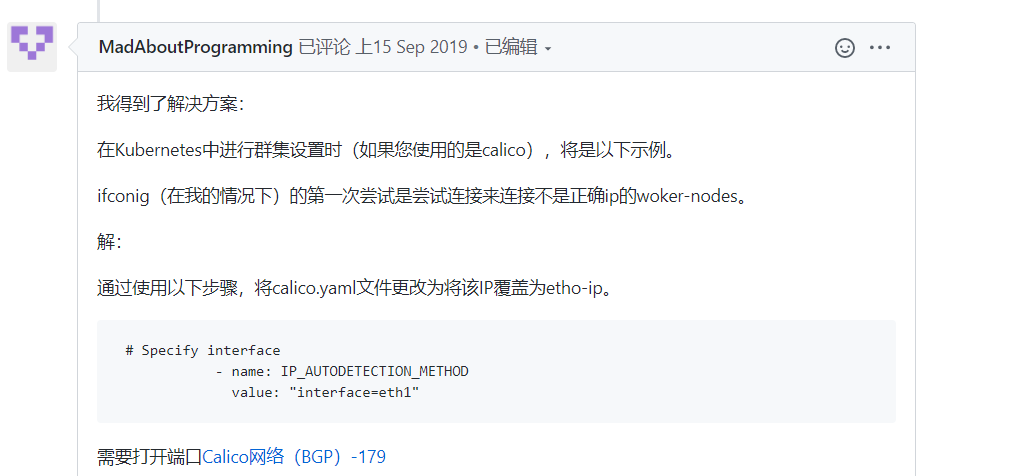 MadAboutProgramming 已评论 上15 Sep 2019 • 已编辑
我得到了解决方案：
在Kubernetes中进行群集设置时（如果您使用的是calico），将是以下示例。
ifconig（在我的情况下）的第一次尝试是尝试连接来连接不是正确ip的woker-nodes。
解：
通过使用以下步骤，将calico.yaml文件更改为将该IP覆盖为etho-ip。
# Specify interface
- name: IP_AUTODETECTION_METHOD
value: "interface=eth1"
需要打开端口Calico网络（BGP）-179